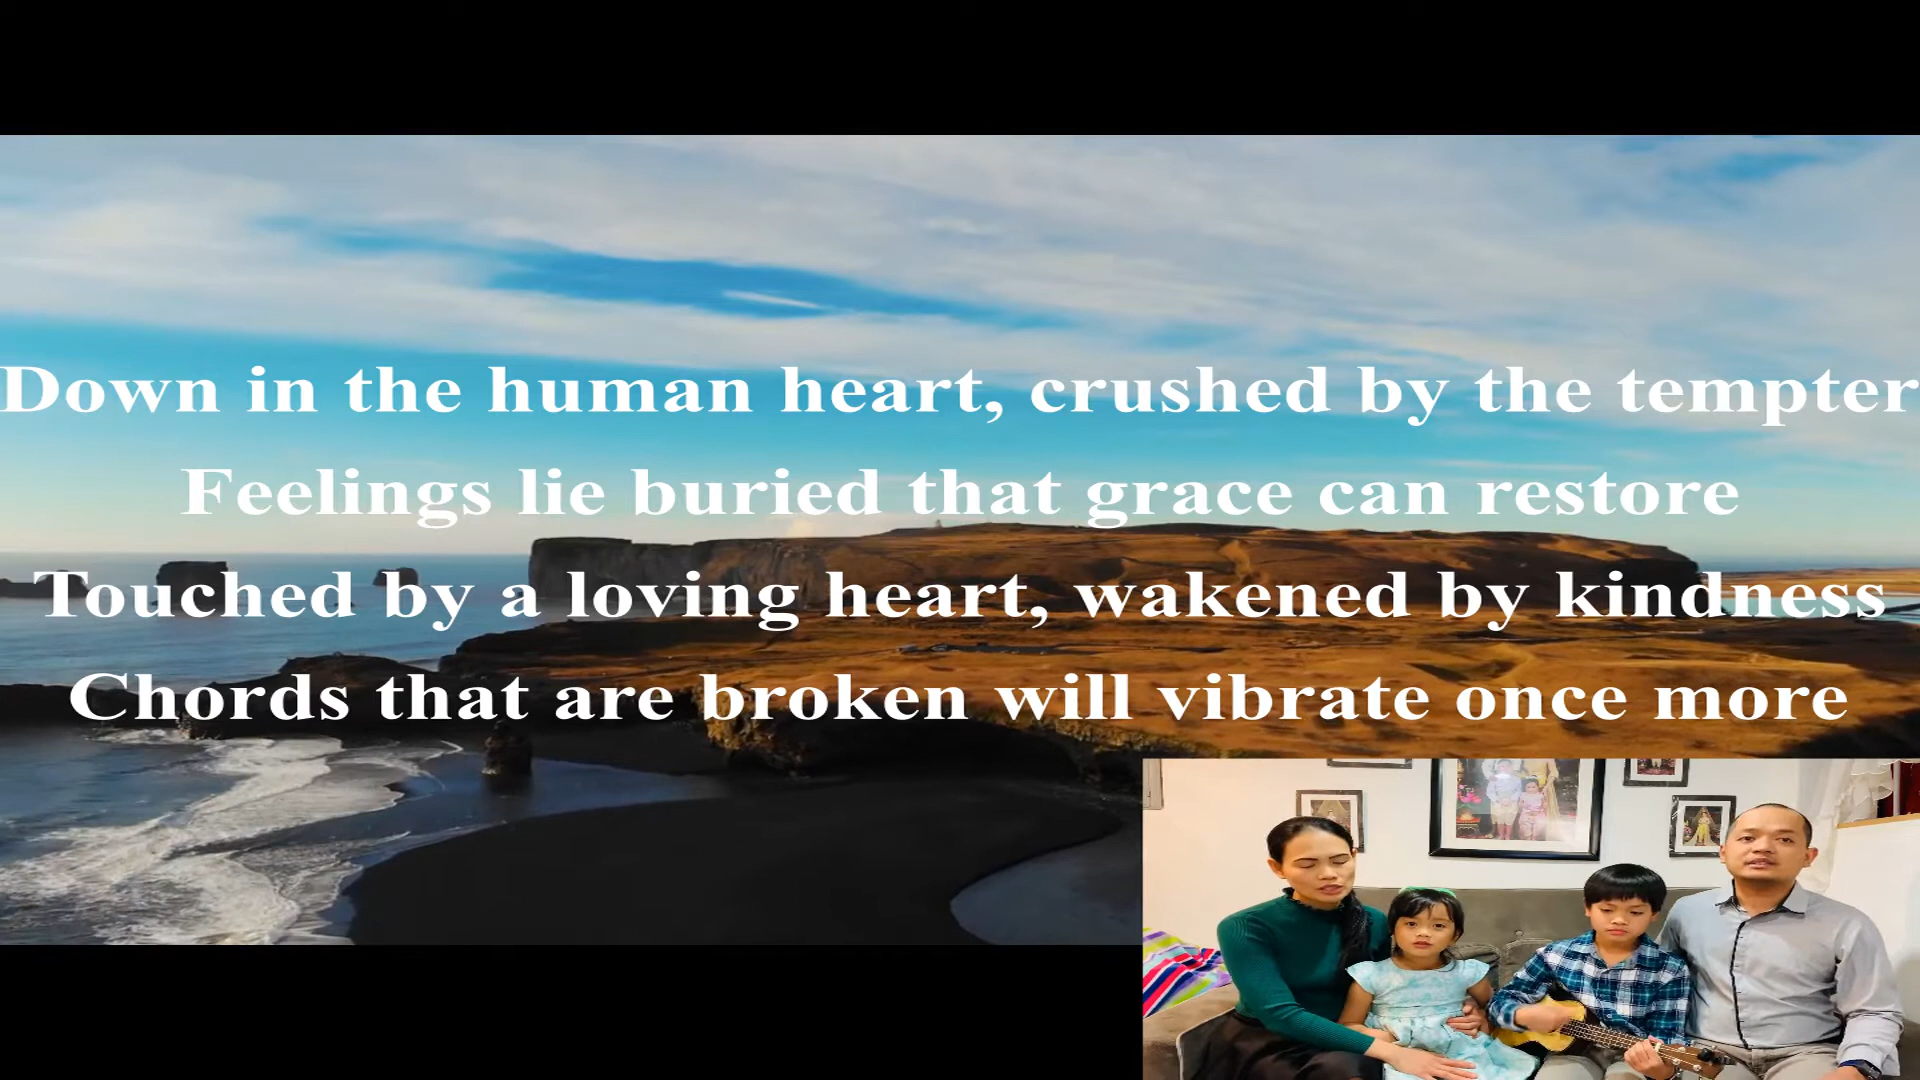 Down in the human heart, crushed by the tempter
Feelings lie buried that grace can restore
Touched by a loving heart, wakened by kindness
Chords that are broken will vibrate once more